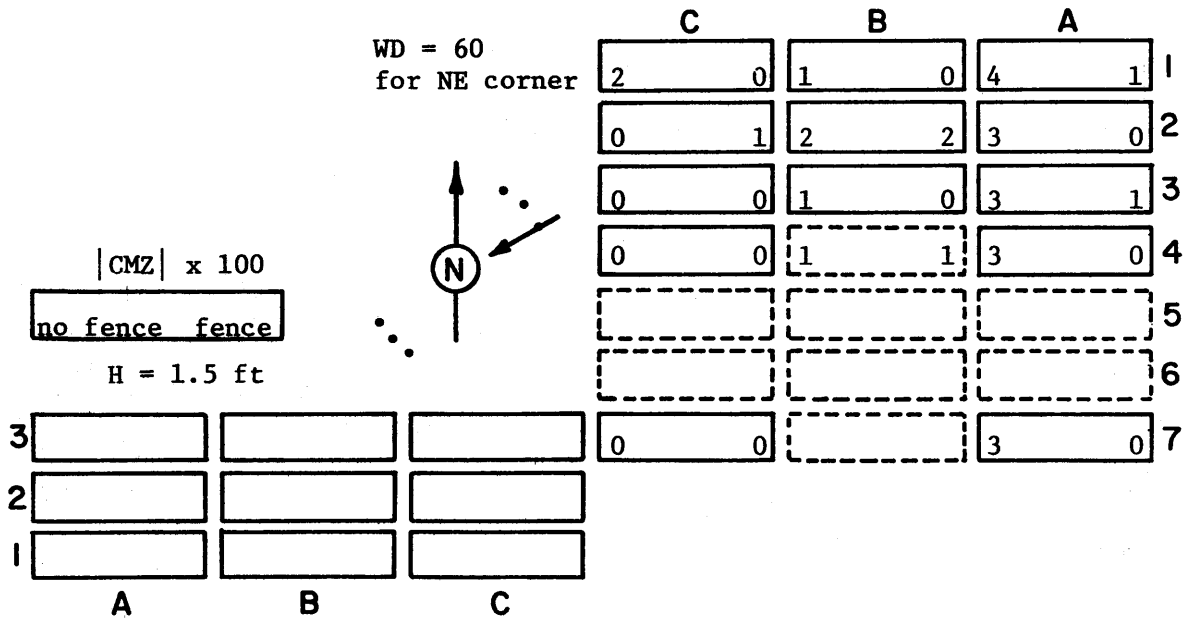 C B A
WD = 60
for NE corner
2 0 1 0 4 1 1
0 1 2 2 3 0 2
0 0 1 0 3 1 3
0 0 1 1 3 0 4
N
|CMZ| x 100
no fence fence
H = 1.5 ft
5
6
0 0 3 0 7
3
2
1
A B C